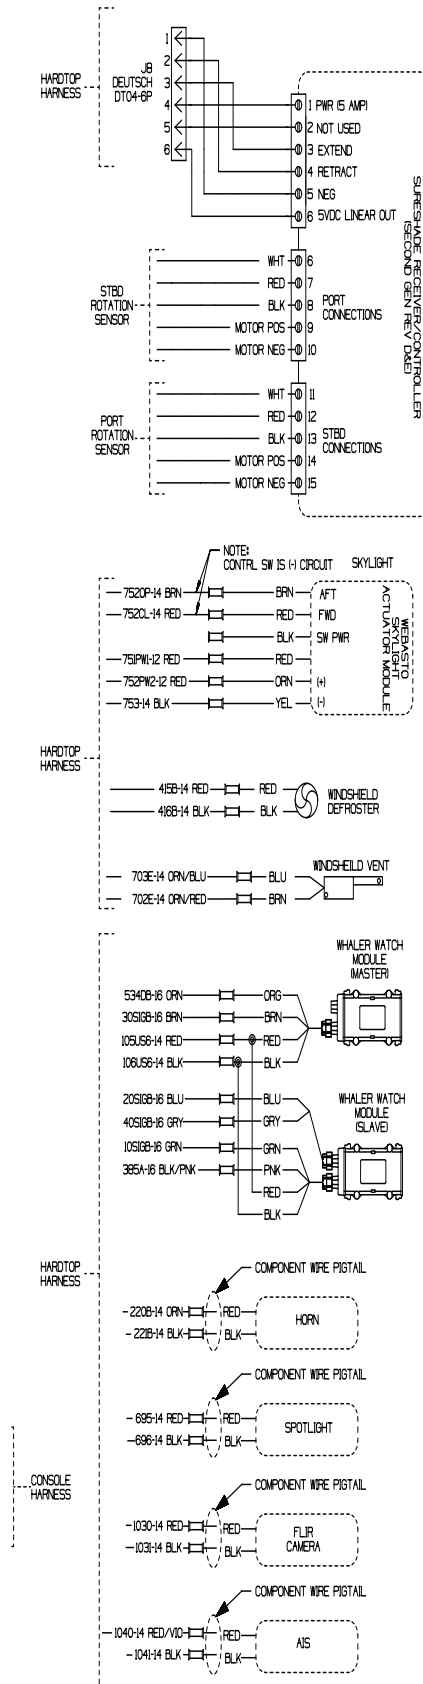 HARDTOP
HARNESS
J8
DEUTSCH
DT04-6P
1
2
3
4
5
6
1 PWR (5 AMP)
2 NOT USED
3 EXTEND
4 RETRACT
5 NEG
6 5VDC LINEAR OUT
SURESHADE RECEIVER/CONTROLLER
(SECOND GEN REV D&E)
STBD
ROTATION
SENSOR
WHT 6
RED 7
BLK 8
MOTOR POS 9
MOTOR NEG 10
PORT
CONNECTIONS
PORT
ROTATION
SENSOR
WHT 11
RED 12
BLK 13
MOTOR POS 14
MOTOR NEG 15
STBD
CONNECTIONS
NOTE:
CONTRL SW IS (-) CIRCUIT
SKYLIGHT
752OP-14 BRN BRN AFT
752CL-14 RED RED FWD
BLK SW PWR
751PW1-12 RED RED
752PW2-12 RED ORN (+)
753-14 BLK YEL (-)
WEBASTO
SKYLIGHT
ACTUATOR MODULE
HARDTOP
HARNESS
415B-14 RED RED
416B-14 BLK BLK
WINDSHIELD
DEFROSTER
WINDSHEILD VENT
703E-14 ORN/BLU BLU
702E-14 ORN/RED BRN
WHALER WATCH
MODULE
(MASTER)
534DB-16 ORN ORG
30SIGB-16 BRN BRN
105US6-14 RED RED
106US6-14 BLK BLK
WHALER WATCH
MODULE
(SLAVE)
20SIGB-16 BLU BLU
40SIGB-16 GRY GRY
10SIGB-16 GRN GRN
385A-16 BLK/PNK PNK
RED
BLK
HARDTOP
HARNESS
COMPONENT WIRE PIGTAIL
220B-14 ORN RED
221B-14 BLK BLK
HORN
COMPONENT WIRE PIGTAIL
695-14 RED RED
696-14 BLK BLK
SPOTLIGHT
CONSOLE
HARNESS
COMPONENT WIRE PIGTAIL
1030-14 RED RED
1031-14 BLK BLK
FLIR
CAMERA
COMPONENT WIRE PIGTAIL
1040-14 RED/VIO RED
1041-14 BLK BLK
AIS